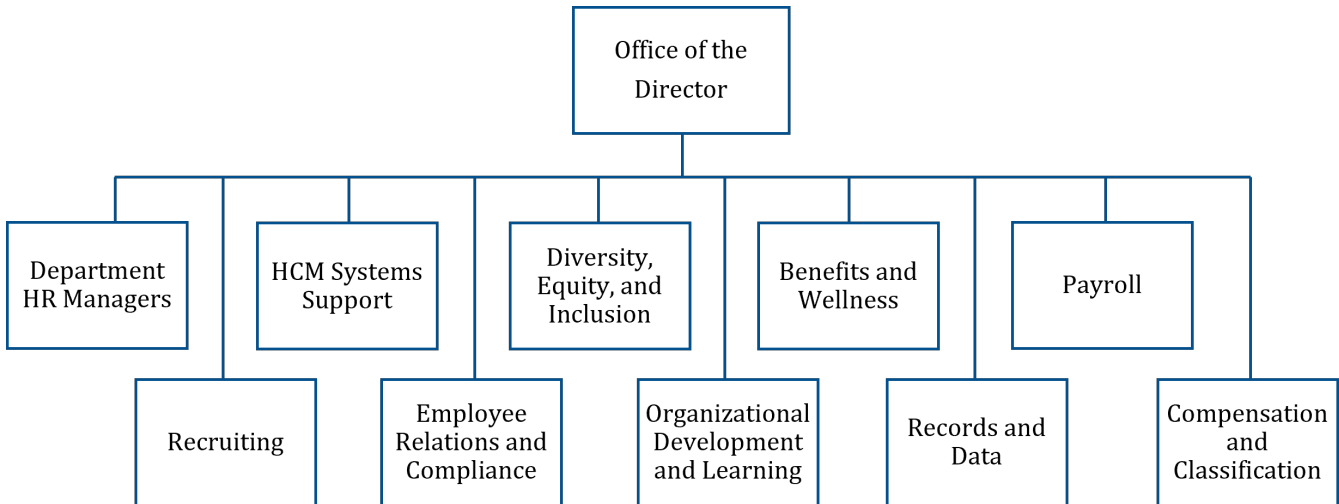 Office of the
Director
Department
HR Managers
HCM Systems
Support
Diversity,
Equity, and
Inclusion
Benefits and
Wellness
Payroll
Recruiting
Employee
Relations and
Compliance
Organizational
Development
and Learning
Records and
Data
Compensation
and
Classification